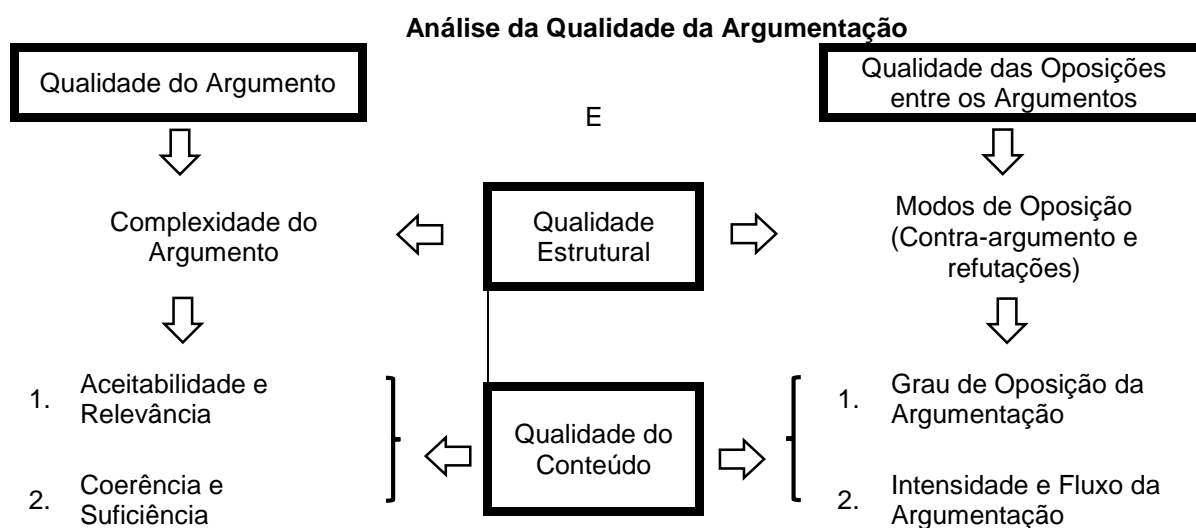 Análise da Qualidade da Argumentação
Qualidade do Argumento
E
Qualidade das Oposições
entre os Argumentos
Complexidade do
Argumento
Qualidade
Estrutural
Modos de Oposição
(Contra-argumento e
refutações)
1. Aceitabilidade e
Relevância
2. Coerência e
Suficiência
Qualidade do
Conteúdo
1. Grau de Oposição da
Argumentação
2. Intensidade e Fluxo da
Argumentação